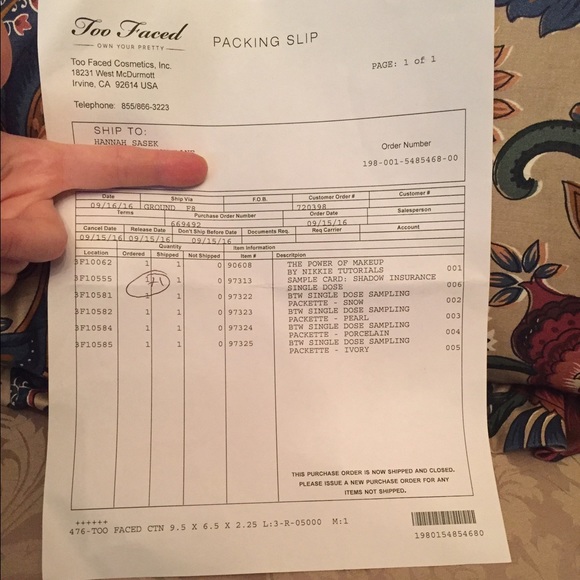 Too Faced
OWN YOUR PRETTY
PACKING SLIP
PAGE: 1 of 1
Too Faced Cosmetics, Inc.
18231 West McDurmott
Irvine, CA 92614 USA
Telephone: 855/866-3223
SHIP TO:
HANNAH SASEK
Order Number
198-001-5485468-00
Date Ship Via F.O.B. Customer Order # Customer #
09/16/16 GROUND FR 720398
Terms Purchase Order Number Order Date Salesperson
669492 09/15/16
Cancel Date Release Date Don't Ship Before Date Documents Req. Req Carrier Account
09/15/16 09/15/16 09/15/16
Quantity Item Information
Location Ordered Shipped Not Shipped Item # Description
3F10062 1 1 0 90608 THE POWER OF MAKEUP
BY NIKKIE TUTORIALS 001
3F10555 1 0 97313 SAMPLE CARD: SHADOW INSURANCE
SINGLE DOSE 006
3F10581 1 1 0 97322 BTW SINGLE DOSE SAMPLING
PACKETTE - SNOW 002
3F10582 1 1 0 97323 BTW SINGLE DOSE SAMPLING
PACKETTE - PEARL 003
3F10584 1 1 0 97324 BTW SINGLE DOSE SAMPLING
PACKETTE - PORCELAIN 004
3F10585 1 1 0 97325 BTW SINGLE DOSE SAMPLING
PACKETTE - IVORY 005
THIS PURCHASE ORDER IS NOW SHIPPED AND CLOSED.
PLEASE ISSUE A NEW PURCHASE ORDER FOR ANY
ITEMS NOT SHIPPED.
++++++
476-TOO FACED CTN 9.5 X 6.5 X 2.25 L:3-R-05000 M:1
1980154854680